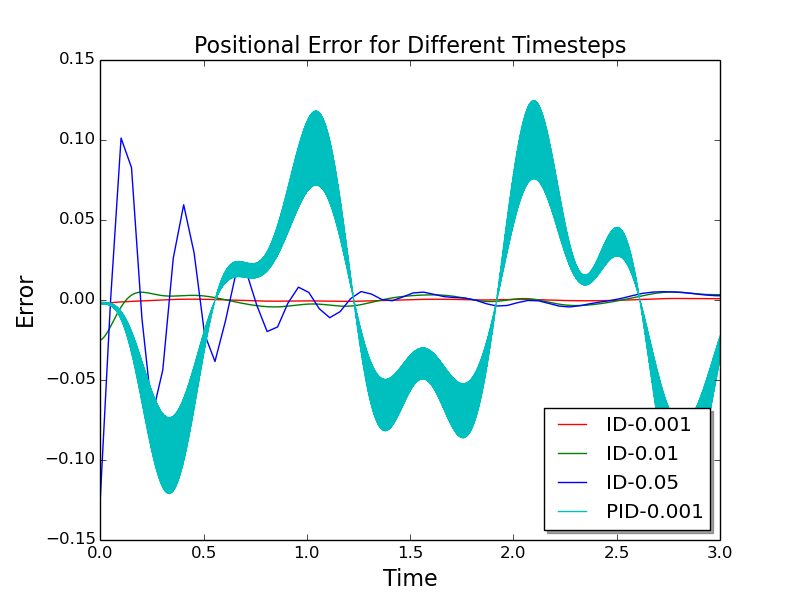 Positional Error for Different Timesteps
0.15
0.10
0.05
0.00
−0.05
−0.10
−0.15
Error
0.0 0.5 1.0 1.5 2.0 2.5 3.0
Time
ID-0.001
ID-0.01
ID-0.05
PID-0.001